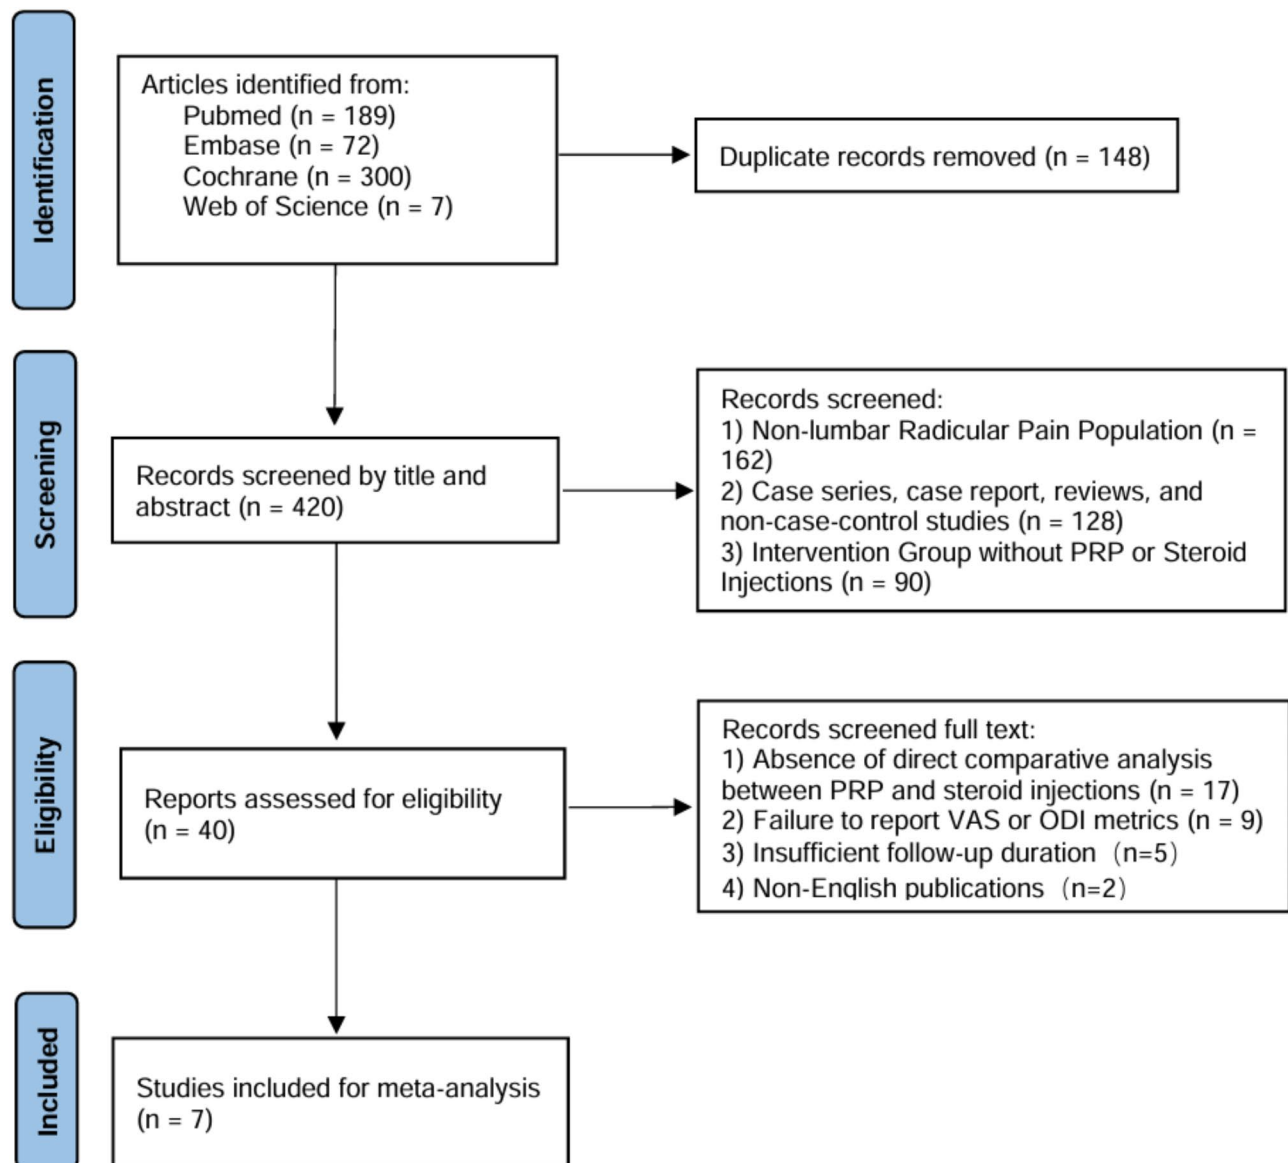 Identification
Articles identified from:
Pubmed (n = 189)
Embase (n = 72)
Cochrane (n = 300)
Web of Science (n = 7)
Duplicate records removed (n = 148)
Screening
Records screened by title and
abstract (n = 420)
Records screened:
1) Non-lumbar Radicular Pain Population (n =
162)
2) Case series, case report, reviews, and
non-case-control studies (n = 128)
3) Intervention Group without PRP or Steroid
Injections (n = 90)
Eligibility
Reports assessed for eligibility
(n = 40)
Records screened full text:
1) Absence of direct comparative analysis
between PRP and steroid injections (n = 17)
2) Failure to report VAS or ODI metrics (n = 9)
3) Insufficient follow-up duration（n=5）
4) Non-English publications（n=2）
Included
Studies included for meta-analysis
(n = 7)